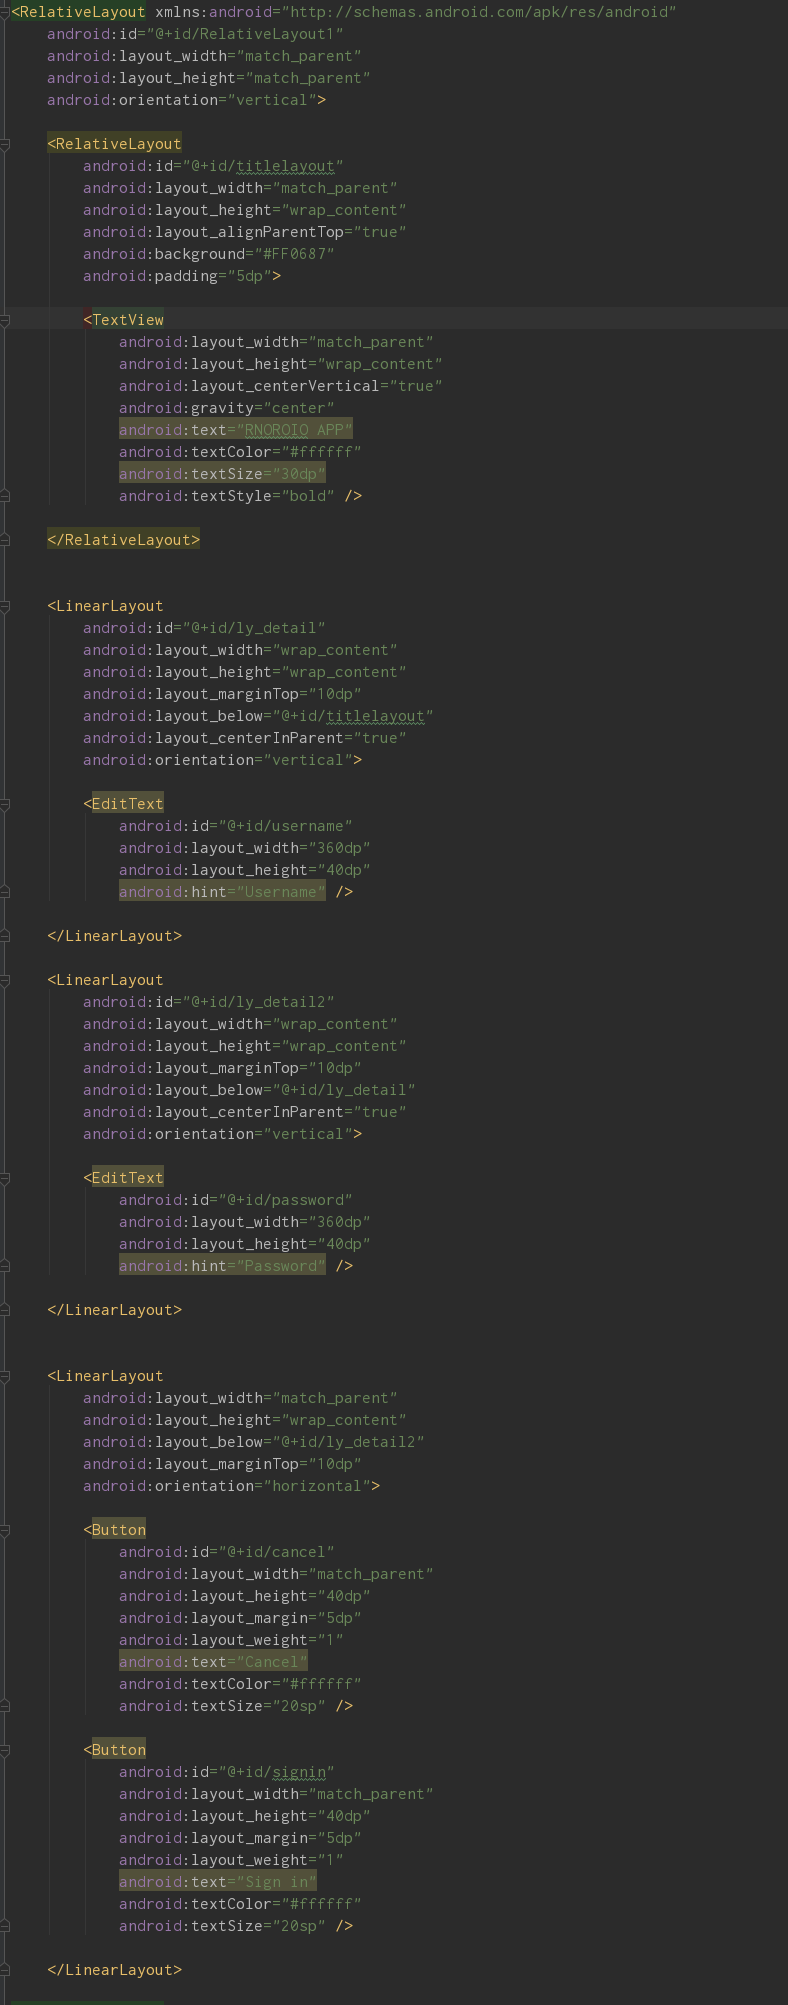 <RelativeLayout xmlns:android="http://schemas.android.com/apk/res/android"
    android:id="@+id/RelativeLayout1"
    android:layout_width="match_parent"
    android:layout_height="match_parent"
    android:orientation="vertical">

    <RelativeLayout
        android:id="@+id/titlelayout"
        android:layout_width="match_parent"
        android:layout_height="wrap_content"
        android:layout_alignParentTop="true"
        android:background="#FF0687"
        android:padding="5dp">

        <TextView
            android:layout_width="match_parent"
            android:layout_height="wrap_content"
            android:layout_centerVertical="true"
            android:gravity="center"
            android:text="RNOROIO APP"
            android:textColor="#ffffff"
            android:textSize="30dp"
            android:textStyle="bold" />

    </RelativeLayout>


    <LinearLayout
        android:id="@+id/ly_detail"
        android:layout_width="wrap_content"
        android:layout_height="wrap_content"
        android:layout_marginTop="10dp"
        android:layout_below="@+id/titlelayout"
        android:layout_centerInParent="true"
        android:orientation="vertical">

        <EditText
            android:id="@+id/username"
            android:layout_width="360dp"
            android:layout_height="40dp"
            android:hint="Username" />

    </LinearLayout>

    <LinearLayout
        android:id="@+id/ly_detail2"
        android:layout_width="wrap_content"
        android:layout_height="wrap_content"
        android:layout_marginTop="10dp"
        android:layout_below="@+id/ly_detail"
        android:layout_centerInParent="true"
        android:orientation="vertical">

        <EditText
            android:id="@+id/password"
            android:layout_width="360dp"
            android:layout_height="40dp"
            android:hint="Password" />

    </LinearLayout>


    <LinearLayout
        android:layout_width="match_parent"
        android:layout_height="wrap_content"
        android:layout_below="@+id/ly_detail2"
        android:layout_marginTop="10dp"
        android:orientation="horizontal">

        <Button
            android:id="@+id/cancel"
            android:layout_width="match_parent"
            android:layout_height="40dp"
            android:layout_margin="5dp"
            android:layout_weight="1"
            android:text="Cancel"
            android:textColor="#ffffff"
            android:textSize="20sp" />

        <Button
            android:id="@+id/signin"
            android:layout_width="match_parent"
            android:layout_height="40dp"
            android:layout_margin="5dp"
            android:layout_weight="1"
            android:text="Sign in"
            android:textColor="#ffffff"
            android:textSize="20sp" />

    </LinearLayout>